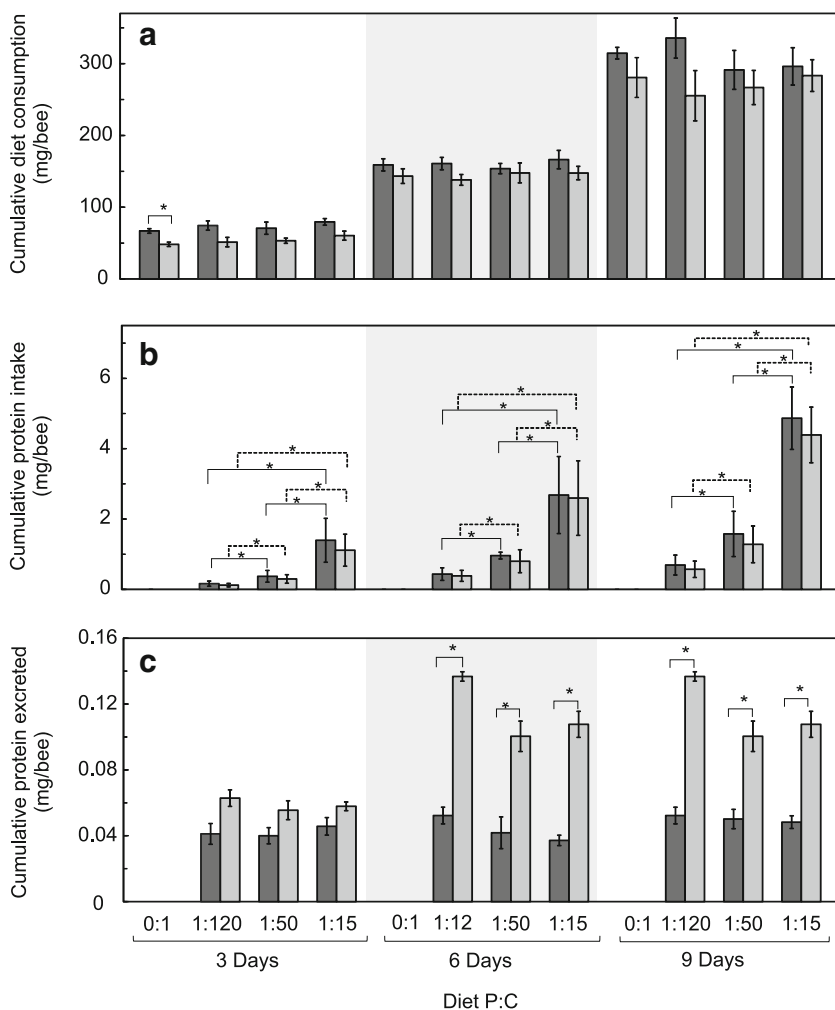 a
Cumulative diet consumption
(mg/bee)
300
200
100
0
*
b
Cumulative protein intake
(mg/bee)
6
4
2
0
* * * * * *
* * * * * *
* * * * * *
c
Cumulative protein excreted
(mg/bee)
0.16
0.12
0.08
0.04
0
* * *
* * *
0:1 1:120 1:50 1:15 0:1 1:12 1:50 1:15 0:1 1:120 1:50 1:15
3 Days 6 Days 9 Days
Diet P:C